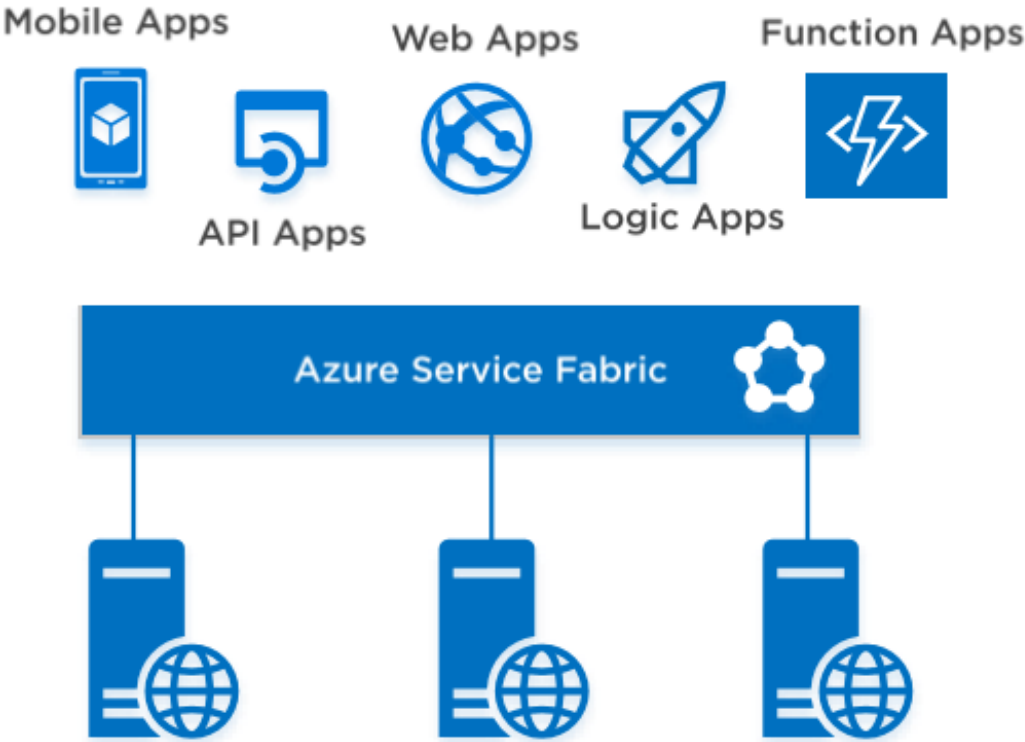 Mobile Apps
Web Apps
Function Apps
API Apps
Logic Apps
Azure Service Fabric